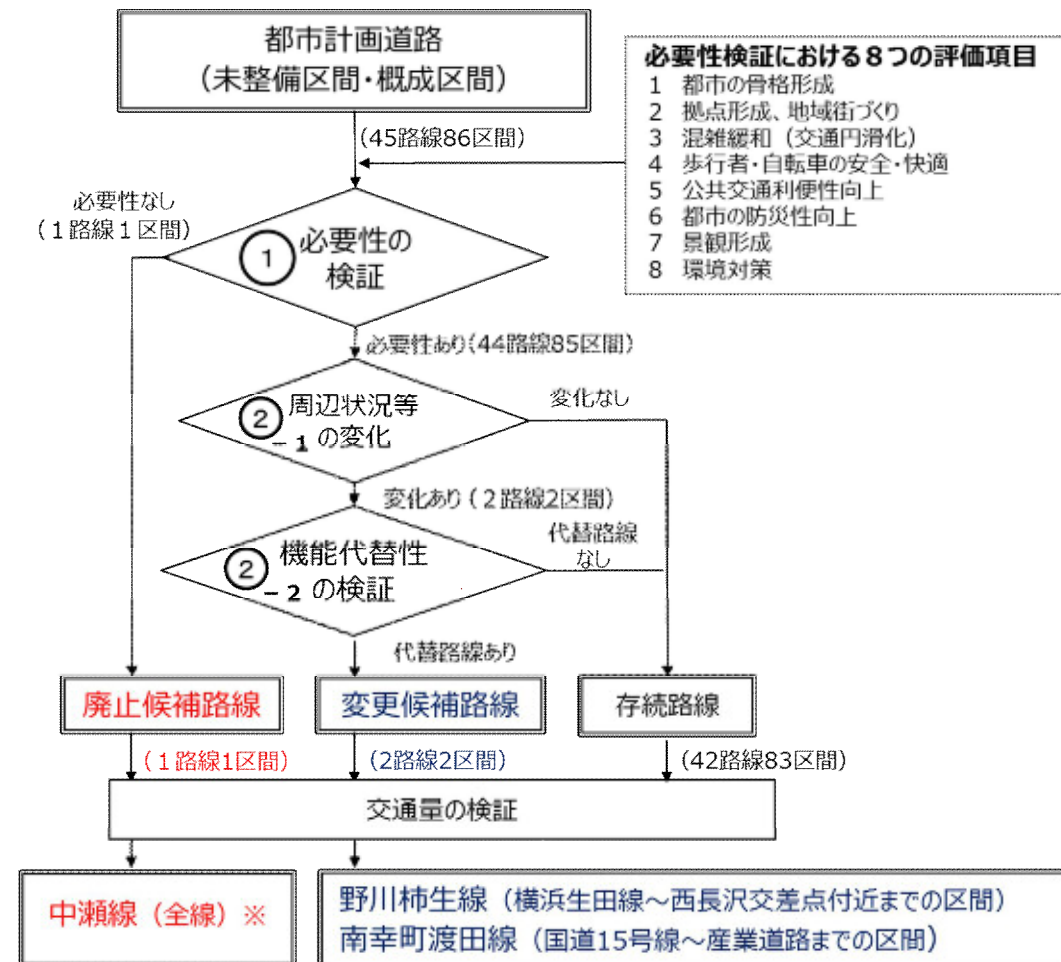 都市計画道路
（未整備区間・概成区間）
必要性検証における８つの評価項目
1 都市の骨格形成
2 拠点形成、地域街づくり
3 混雑緩和（交通円滑化）
4 歩行者・自転車の安全・快適
5 公共交通利便性向上
6 都市の防災性向上
7 景観形成
8 環境対策
(45路線86区間)
必要性なし
(１路線１区間)
① 必要性の
検証
必要性あり(44路線85区間)
② 周辺状況等
－１の変化
変化なし
変化あり(２路線2区間)
② 機能代替性
－２の検証
代替路線
なし
代替路線あり
廃止候補路線
変更候補路線
存続路線
(１路線1区間)
(2路線2区間)
(42路線83区間)
交通量の検証
中瀬線（全線）※
野川柿生線（横浜生田線～西長沢交差点付近までの区間）
南幸町渡田線（国道15号線～産業道路までの区間）